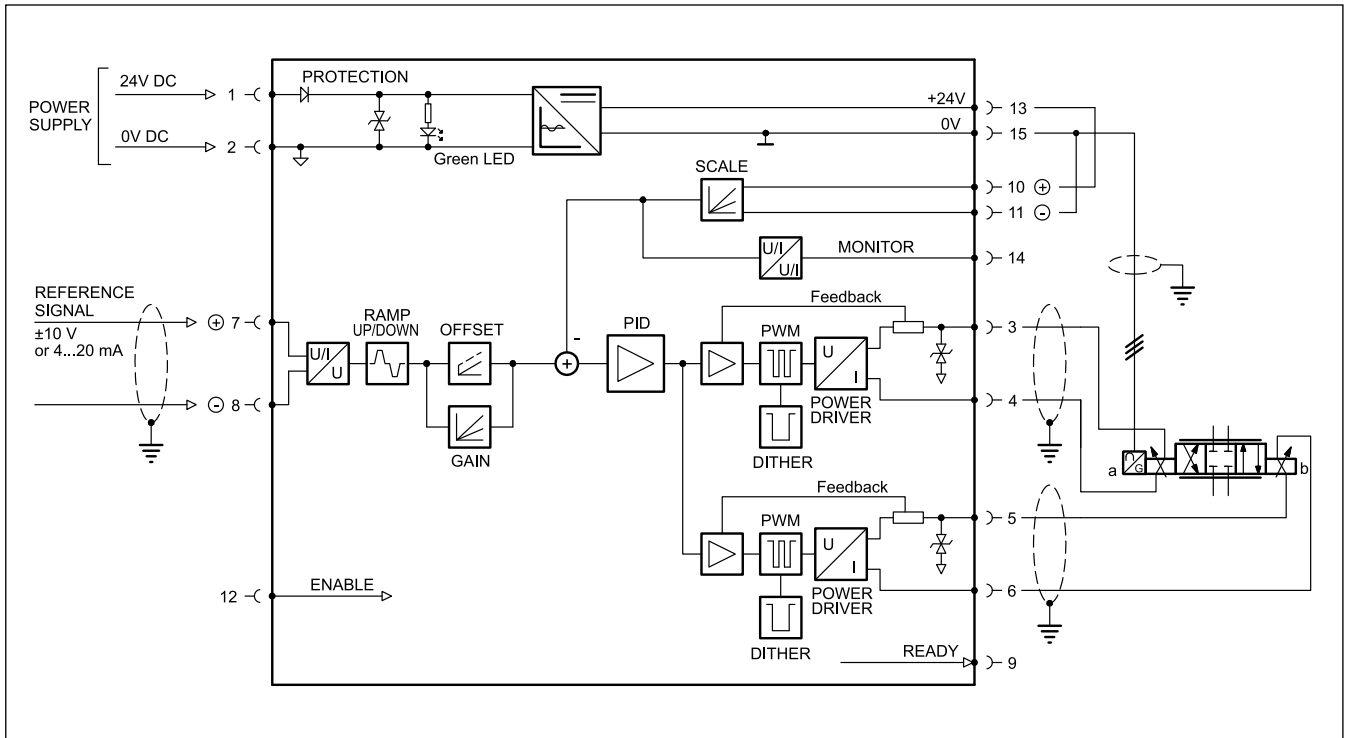 POWER
SUPPLY
24V DC
0V DC
1
2
PROTECTION
Green LED
+24V
13
0V
15
SCALE
10 +
11 -
U/I
U/I
MONITOR
14
REFERENCE
SIGNAL
±10 V
or 4...20 mA
+ 7
- 8
U/I
U
RAMP
UP/DOWN
OFFSET
GAIN
+
-
PID
Feedback
PWM
U
I
POWER
DRIVER
DITHER
3
4
Feedback
PWM
U
I
POWER
DRIVER
DITHER
5
6
a
G
b
12
ENABLE
READY
9